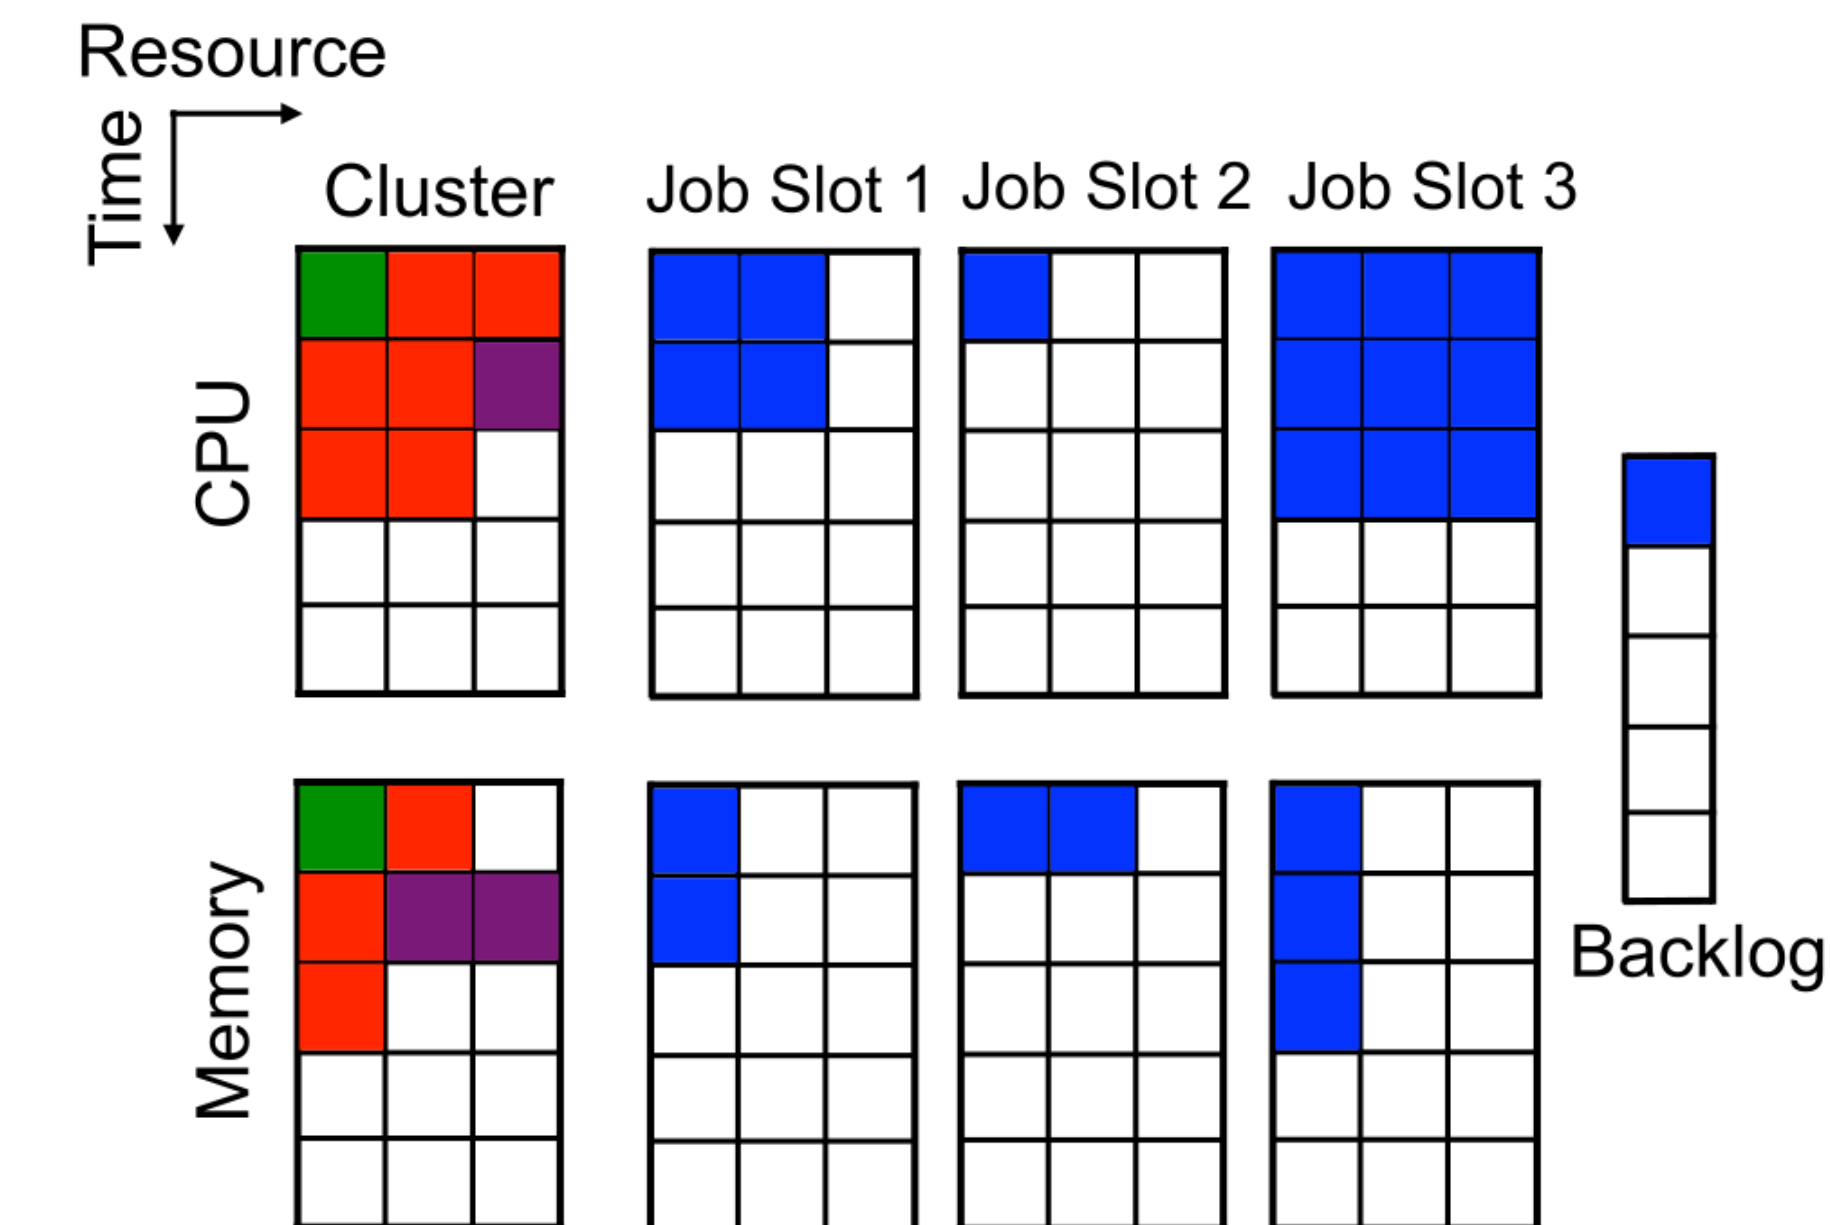 Resource
Time
Cluster
Job Slot 1
Job Slot 2
Job Slot 3
CPU
Memory
Backlog